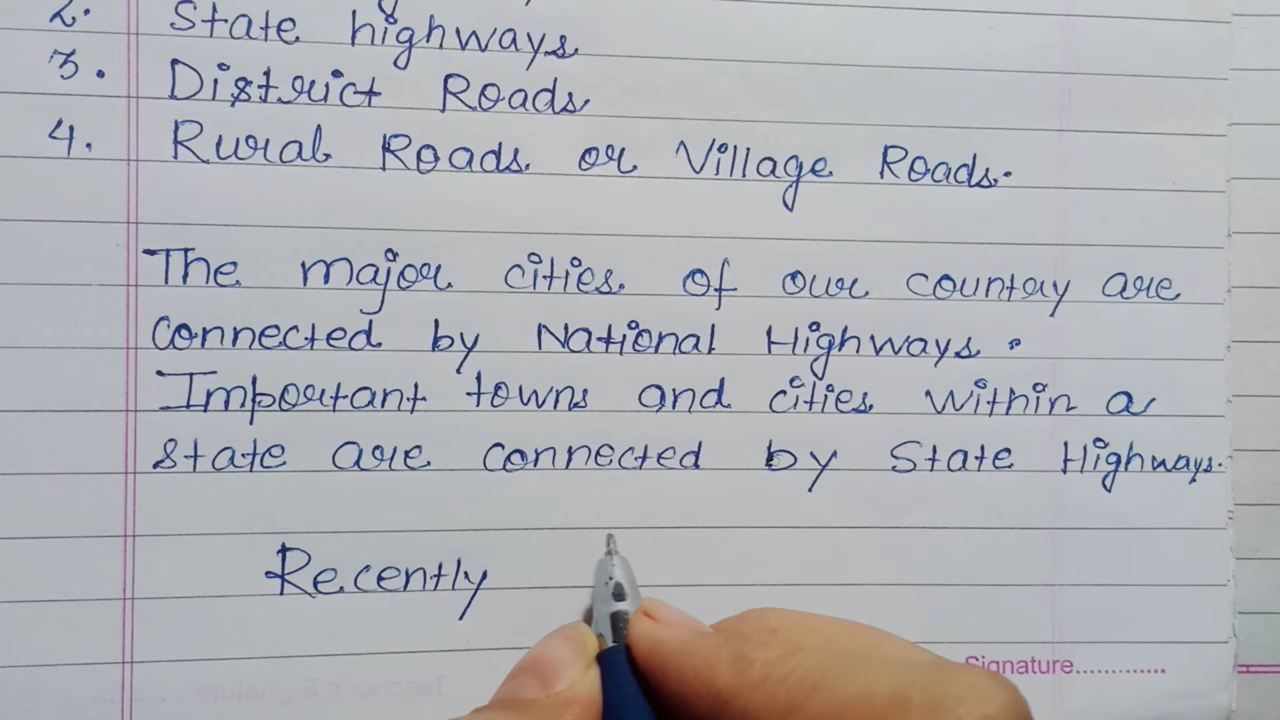 2. State highways
3. District Roads
4. Rural Roads or Village Roads.
The major cities of our country are
connected by National Highways.
Important towns and cities within a
state are connected by State Highways.
Recently
Signature.............